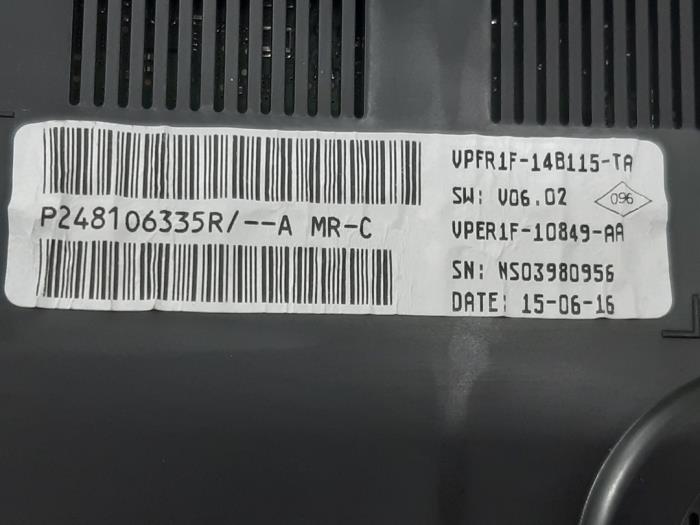 VPFR1F-14B115-TA
SW: V06.02
096
P248106335R/--A MR-C
VPER1F-10849-AA
SN: NS03980956
DATE: 15-06-16